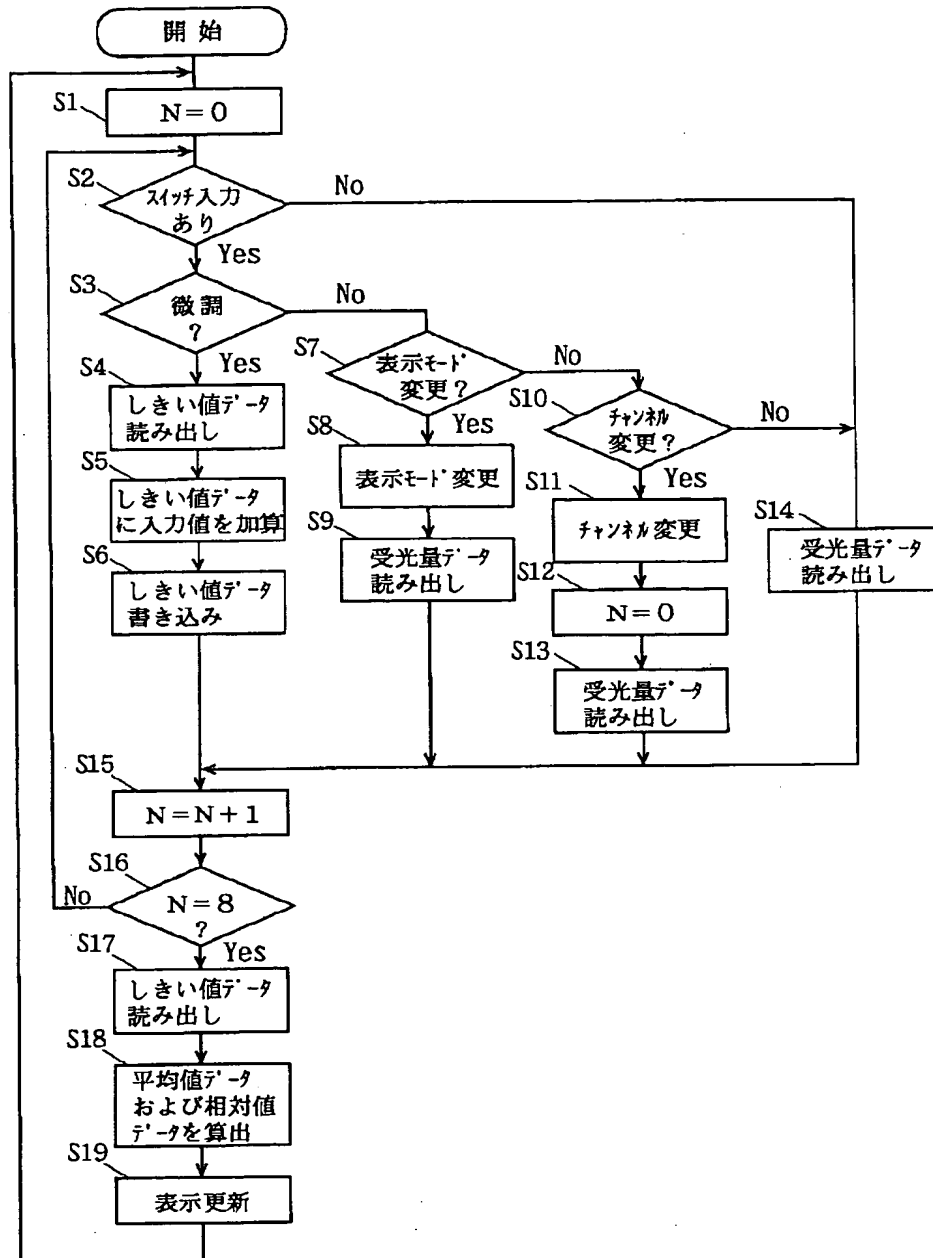 開始
S1
N=0
S2
スイッチ入力
あり
No
Yes
S3
微調
?
No
Yes
S4
しきい値データ
読み出し
S5
しきい値データ
に入力値を加算
S6
しきい値データ
書き込み
S7
表示モード
変更?
No
Yes
S8
表示モード変更
S9
受光量データ
読み出し
S10
チャンネル
変更?
No
Yes
S11
チャンネル変更
S12
N=0
S13
受光量データ
読み出し
S14
受光量データ
読み出し
S15
N=N+1
S16
N=8
?
No
Yes
S17
しきい値データ
読み出し
S18
平均値データ
および相対値
データを算出
S19
表示更新